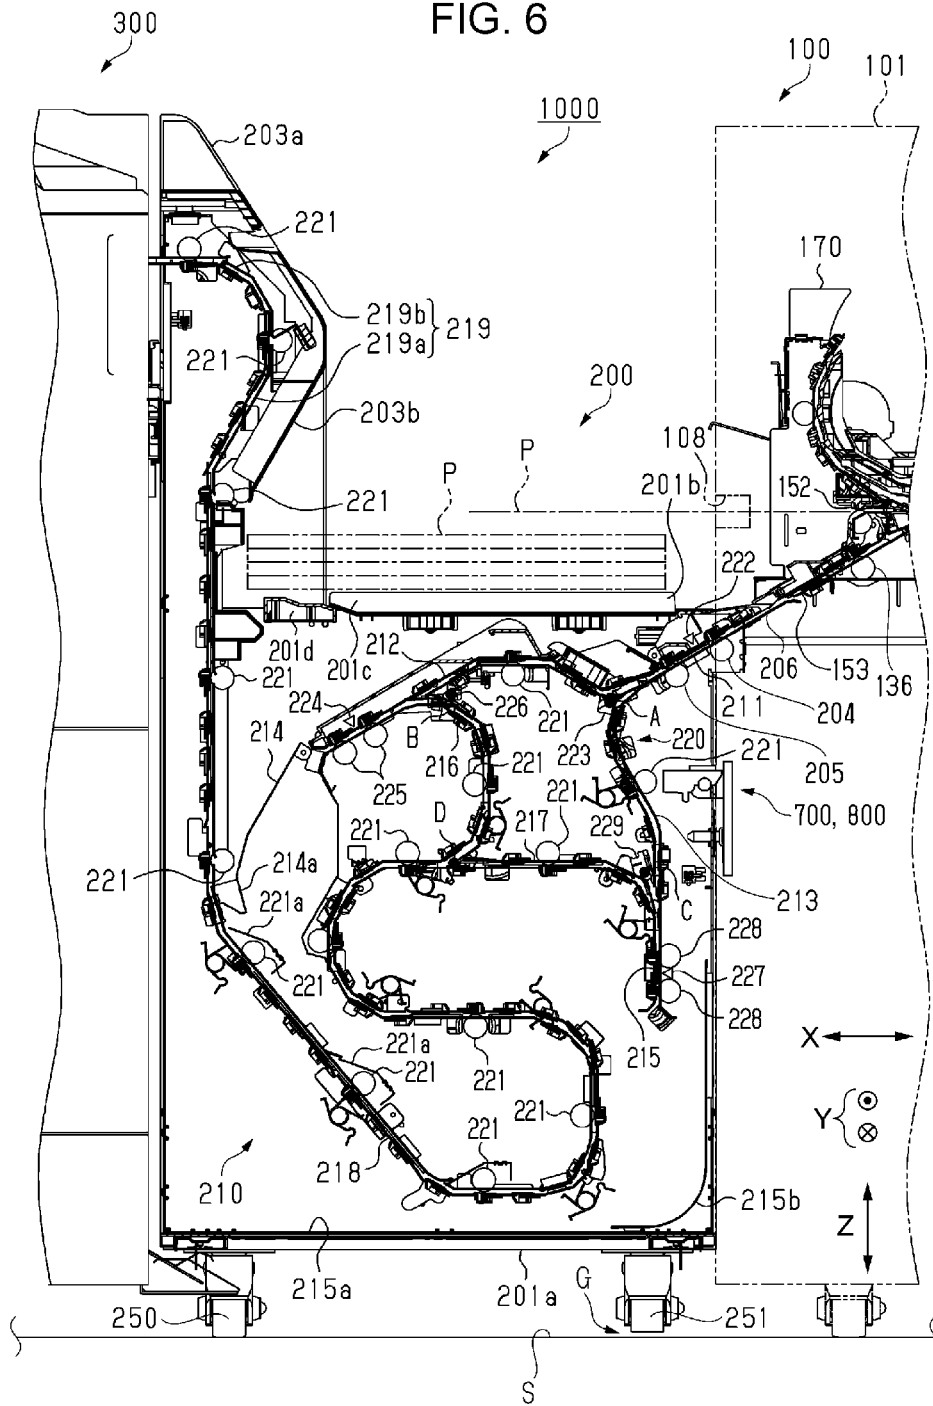 FIG. 6
300
100
101
1000
203a
221
170
219b
219
219a
221
200
203b
108
P
P
152
201b
221
222
201d
212
201c
206
153
136
221
224
226
221
A
211
204
214
B
216
223
220
221
205
225
221
221
700, 800
D
217
229
221
221
214a
C
213
221a
228
221
227
228
221a
215
X
221
221
221
Y
221
218
210
215b
Z
215a
201a
G
250
251
S